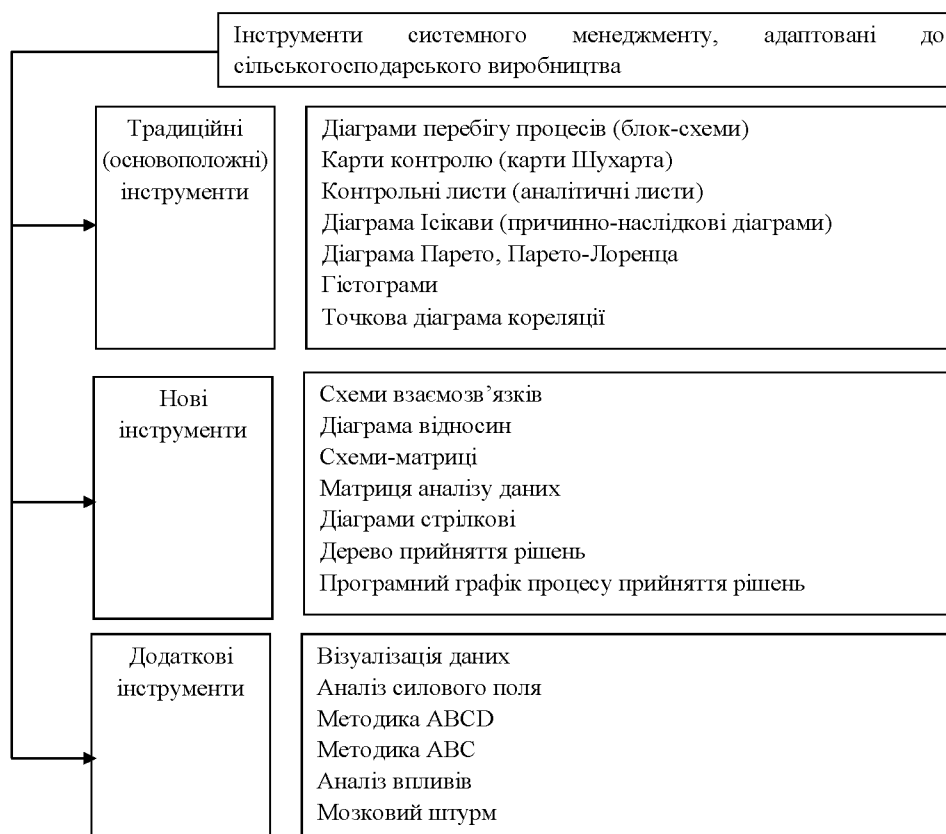 Інструменти системного менеджменту, адаптовані до
сільськогосподарського виробництва
Традиційні
(основоположні)
інструменти
Діаграми перебігу процесів (блок-схеми)
Карти контролю (карти Шухарта)
Контрольні листи (аналітичні листи)
Діаграма Ісікави (причинно-наслідкові діаграми)
Діаграма Парето, Парето-Лоренца
Гістограми
Точкова діаграма кореляції
Нові
інструменти
Схеми взаємозв’язків
Діаграма відносин
Схеми-матриці
Матриця аналізу даних
Діаграми стрілкові
Дерево прийняття рішень
Програмний графік процесу прийняття рішень
Додаткові
інструменти
Візуалізація даних
Аналіз силового поля
Методика ABCD
Методика ABC
Аналіз впливів
Мозковий штурм